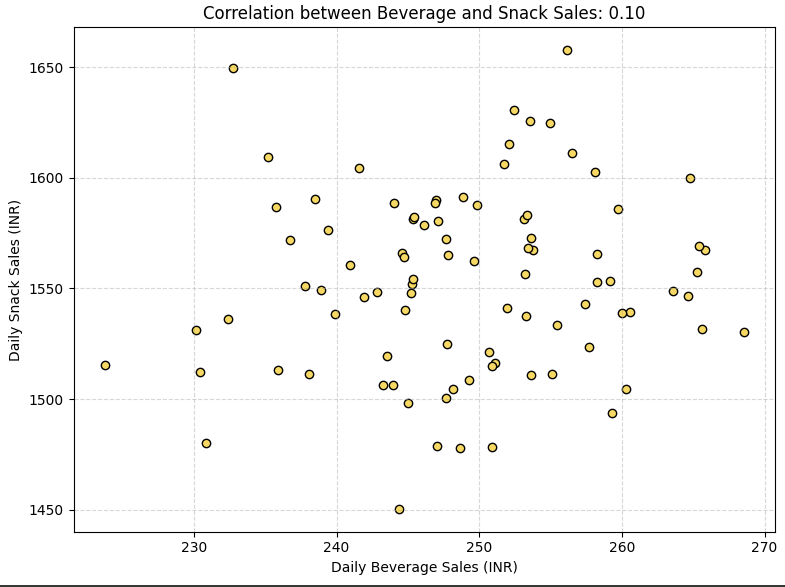 Correlation between Beverage and Snack Sales: 0.10
Daily Snack Sales (INR)
1650
1600
1550
1500
1450
230 240 250 260 270
Daily Beverage Sales (INR)